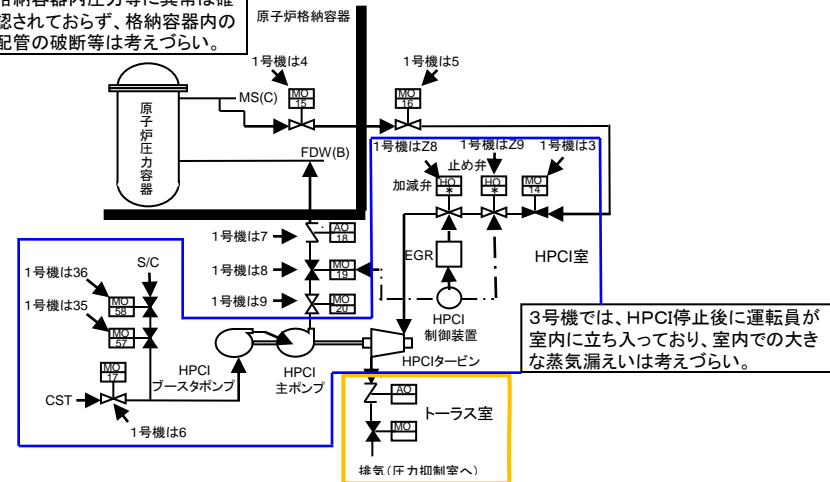 格納容器内圧力等に異常は確
認されておらず、格納容器内の
配管の破断等は考えづらい。
原子炉格納容器
1号機は4
1号機は5
MO
15
MO
16
MS(C)
原子炉圧力容器
FDW(B)
1号機はZ8
1号機はZ9
1号機は3
止め弁
加減弁
HO
*
HO
*
MO
14
1号機は7
AO
18
EGR
HPCI室
S/C
1号機は36
1号機は8
MO
19
MO
58
1号機は35
1号機は9
MO
20
HPCI
制御装置
MO
57
3号機では、HPCI停止後に運転員が
室内に立ち入っており、室内での大き
な蒸気漏えいは考えづらい。
MO
17
HPCI
ブースタポンプ
HPCI
主ポンプ
HPCIタービン
CST
1号機は6
AO
トーラス室
MO
排気(圧力抑制室へ)